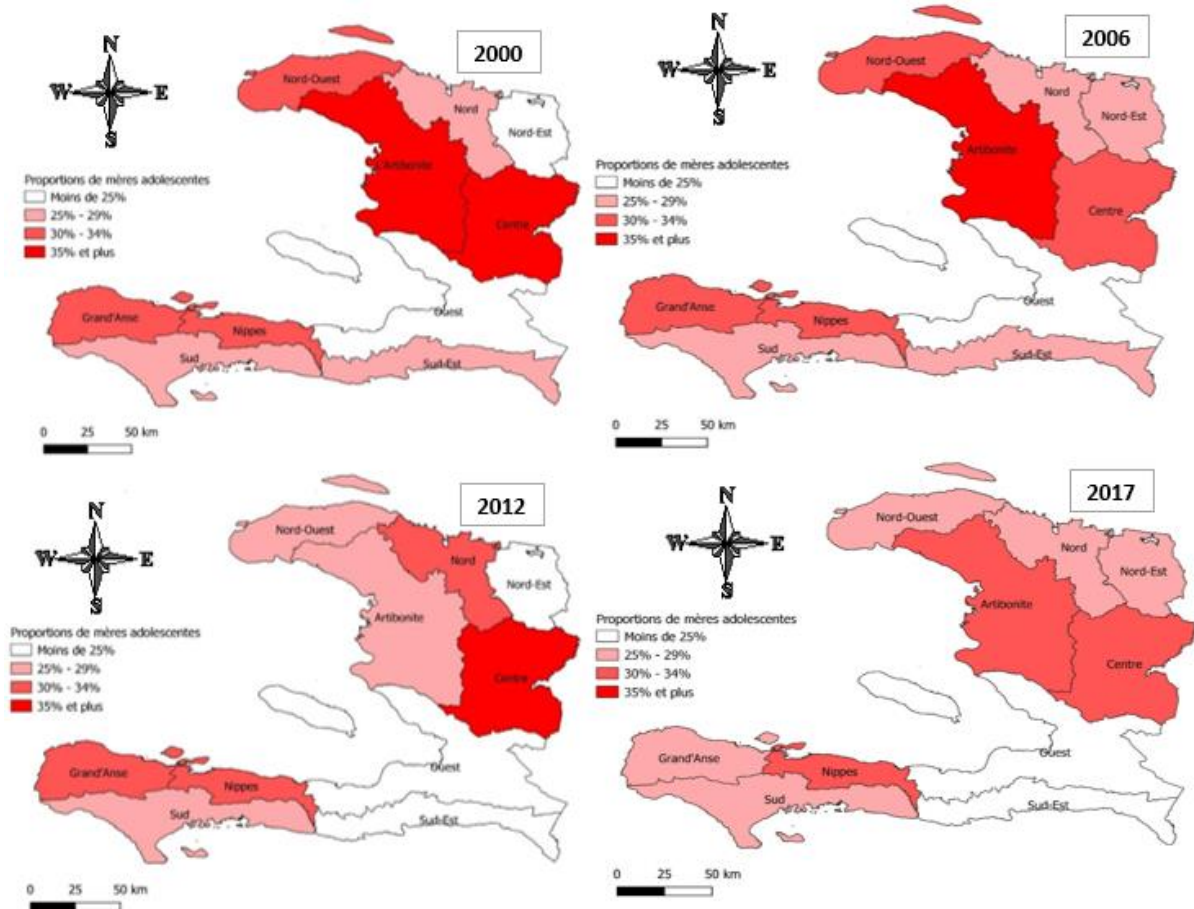 2000
N
W E
S
Nord-Ouest
Nord
Nord-Est
Artibonite
Centre
Proportions de mères adolescentes
Moins de 25%
25% - 29%
30% - 34%
35% et plus
Ouest
Grand'Anse
Nippes
Sud
Sud-Est
0 25 50 km
2006
N
W E
S
Nord-Ouest
Nord
Nord-Est
Artibonite
Centre
Proportions de mères adolescentes
Moins de 25%
25% - 29%
30% - 34%
35% et plus
Ouest
Grand'Anse
Nippes
Sud
Sud-Est
0 25 50 km
2012
N
W E
S
Nord-Ouest
Nord
Nord-Est
Artibonite
Centre
Proportions de mères adolescentes
Moins de 25%
25% - 29%
30% - 34%
35% et plus
Ouest
Grand'Anse
Nippes
Sud
Sud-Est
0 25 50 km
2017
N
W E
S
Nord-Ouest
Nord
Nord-Est
Artibonite
Centre
Proportions de mères adolescentes
Moins de 25%
25% - 29%
30% - 34%
35% et plus
Ouest
Grand'Anse
Nippes
Sud
Sud-Est
0 25 50 km